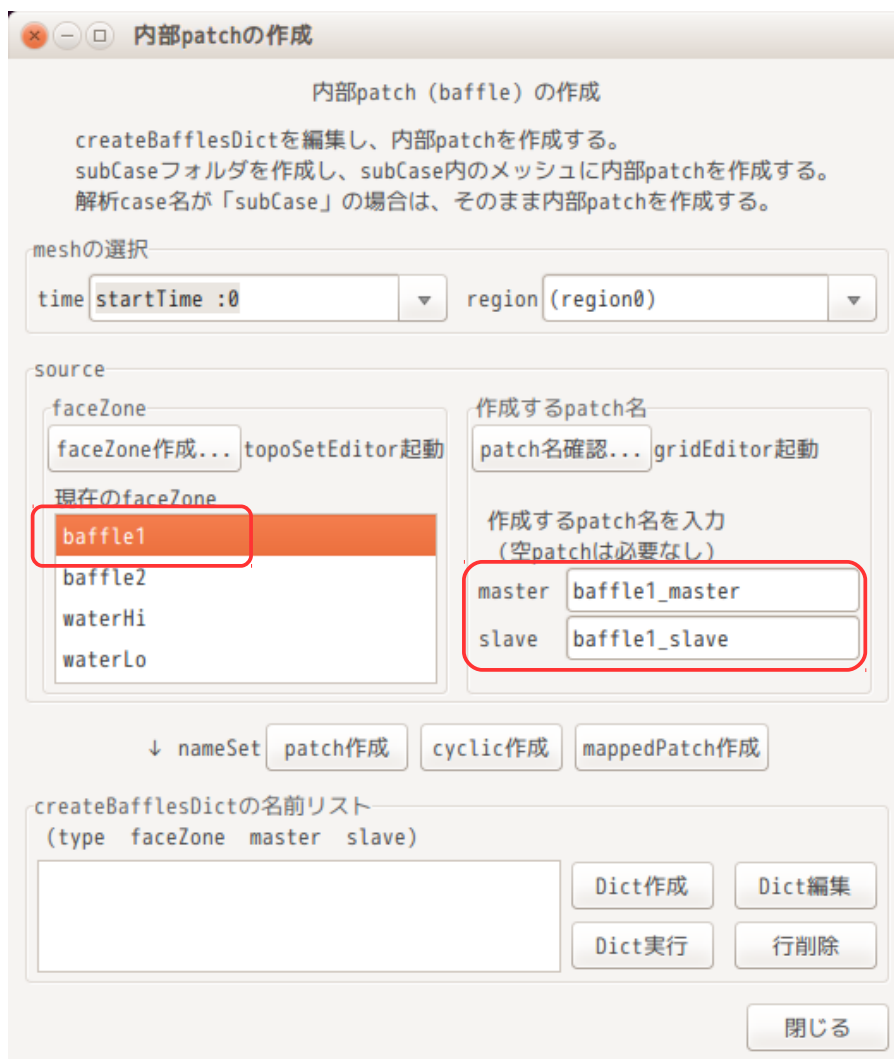 内部patchの作成
内部patch (baffle) の作成
createBafflesDictを編集し、内部patchを作成する。
subCaseフォルダを作成し、subCase内のメッシュに内部patchを作成する。
解析case名が「subCase」の場合は、そのまま内部patchを作成する。
meshの選択
time startTime :0 region (region0)
source
faceZone
faceZone作成... topoSetEditor起動
現在のfaceZone
baffle1
baffle2
waterHi
waterLo
作成するpatch名
patch名確認... gridEditor起動
作成するpatch名を入力
（空patchは必要なし）
master baffle1_master
slave baffle1_slave
↓ nameSet patch作成 cyclic作成 mappedPatch作成
createBafflesDictの名前リスト
(type faceZone master slave)
Dict作成 Dict編集
Dict実行 行削除
閉じる